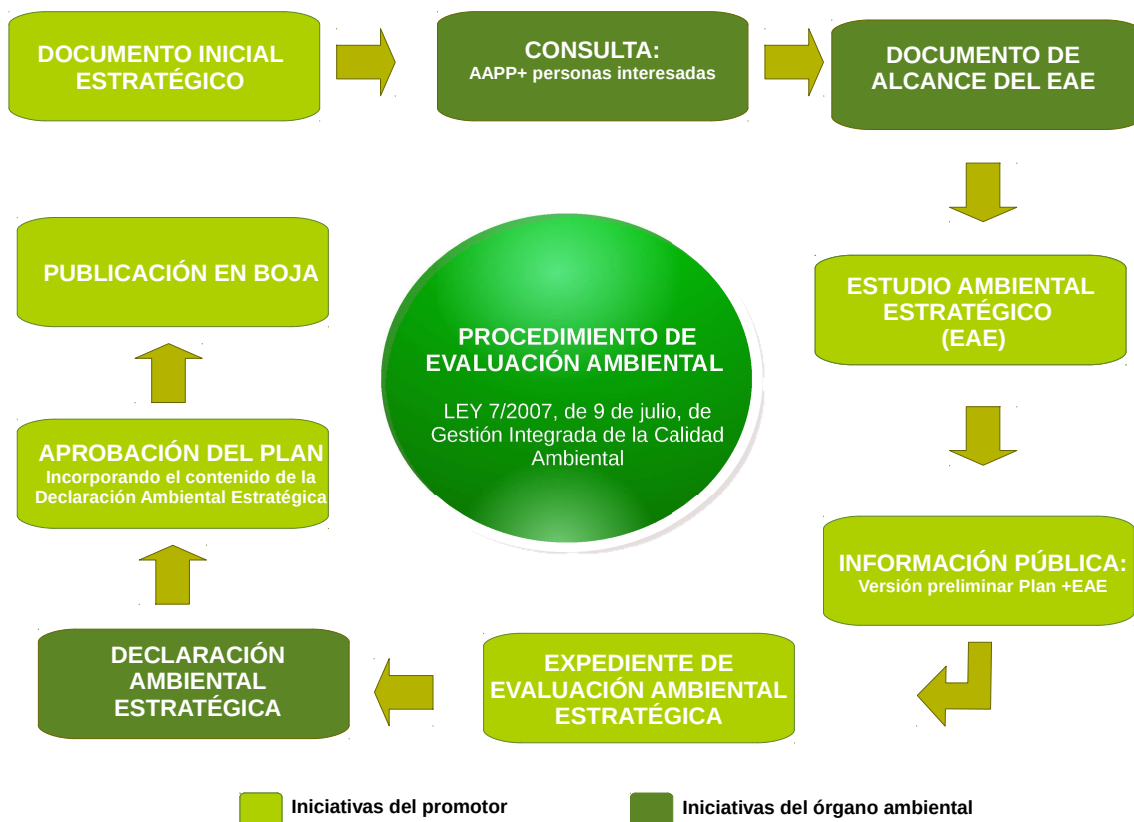 DOCUMENTO INICIAL
ESTRATÉGICO
CONSULTA:
AAPP+ personas interesadas
DOCUMENTO DE
ALCANCE DEL EAE
ESTUDIO AMBIENTAL
ESTRATÉGICO
(EAE)
INFORMACIÓN PÚBLICA:
Versión preliminar Plan +EAE
EXPEDIENTE DE
EVALUACIÓN AMBIENTAL
ESTRATÉGICA
DECLARACIÓN
AMBIENTAL
ESTRATÉGICA
APROBACIÓN DEL PLAN
Incorporando el contenido de la
Declaración Ambiental Estratégica
PUBLICACIÓN EN BOJA
PROCEDIMIENTO DE
EVALUACIÓN AMBIENTAL
LEY 7/2007, de 9 de julio, de
Gestión Integrada de la Calidad
Ambiental
Iniciativas del promotor
Iniciativas del órgano ambiental